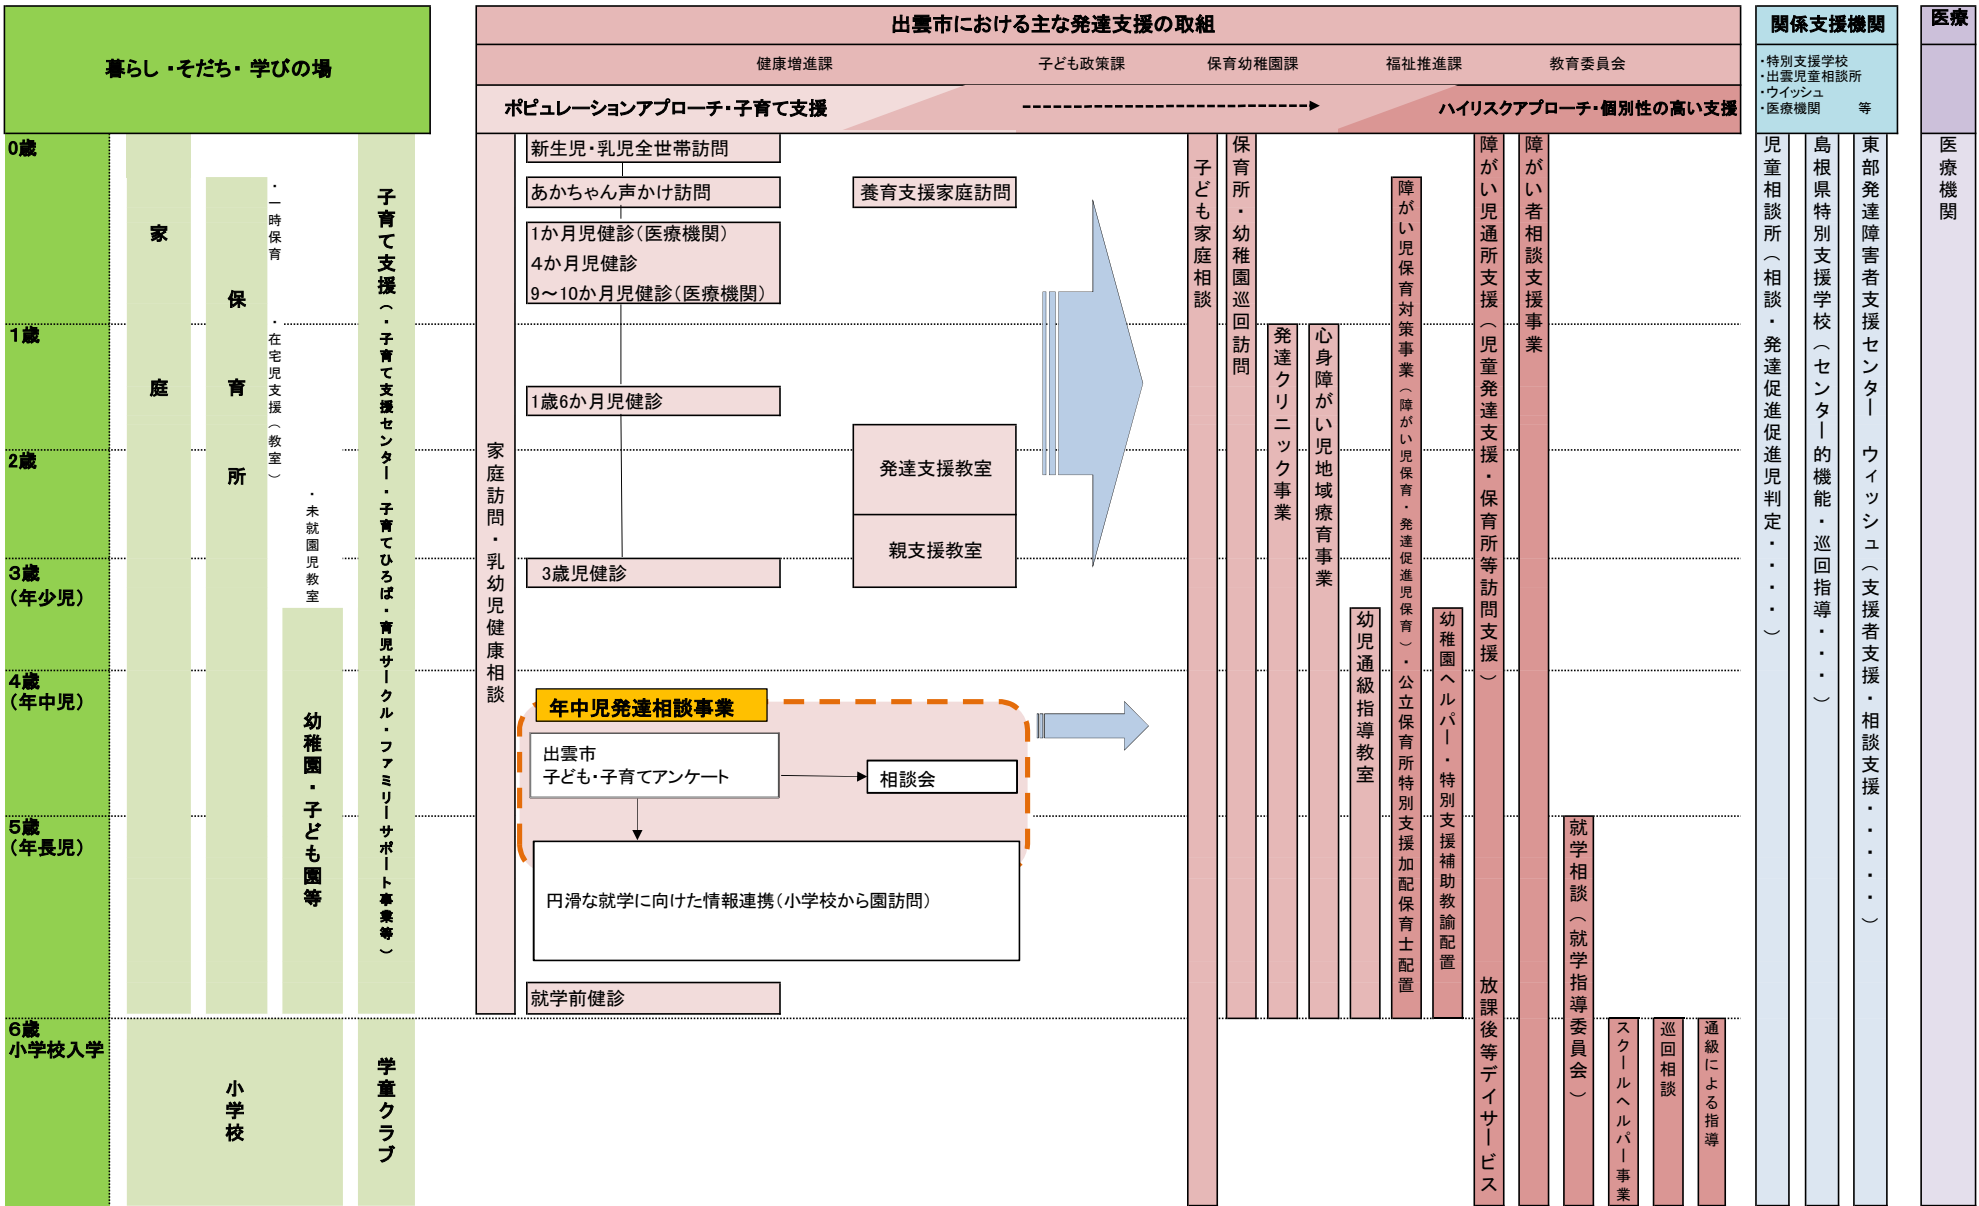 暮らし ・そだち・ 学びの場
出雲市における主な発達支援の取組
健康増進課
子ども政策課
保育幼稚園課
福祉推進課
教育委員会
ポピュレーションアプローチ・子育て支援
ハイリスクアプローチ・個別性の高い支援
関係支援機関
・特別支援学校
・出雲児童相談所
・ウイッシュ
・医療機関　　等
医療
0歳
1歳
2歳
3歳
（年少児）
4歳
（年中児）
5歳
（年長児）
6歳
小学校入学
家庭
保育所
・一時保育
・在宅児支援（教室）
・未就園児教室
幼稚園・子ども園等
子育て支援（・子育て支援センター・子育てひろば・育児サークル・ファミリーサポート事業等）
小学校
学童クラブ
家庭訪問・乳幼児健康相談
新生児・乳児全世帯訪問
あかちゃん声かけ訪問
養育支援家庭訪問
1か月児健診（医療機関）
4か月児健診
9～10か月児健診（医療機関）
1歳6か月児健診
発達支援教室
親支援教室
3歳児健診
年中児発達相談事業
出雲市
子ども・子育てアンケート
相談会
円滑な就学に向けた情報連携（小学校から園訪問）
就学前健診
子ども家庭相談
保育所・幼稚園巡回訪問
発達クリニック事業
心身障がい児地域療育事業
幼児通級指導教室
障がい児保育対策事業（障がい児保育・発達促進児保育）・公立保育所特別支援加配保育士配置
幼稚園ヘルパー・特別支援補助教諭配置
障がい児通所支援（児童発達支援・保育所等訪問支援）
放課後等デイサービス
障がい者相談支援事業
就学相談（就学指導委員会）
スクールヘルパー事業
巡回相談
通級による指導
児童相談所（相談・発達促進促進児判定・・・・）
島根県特別支援学校（センター的機能・巡回指導・・・）
東部発達障害者支援センター　ウィッシュ（支援者支援・相談支援・・・・・）
医療機関